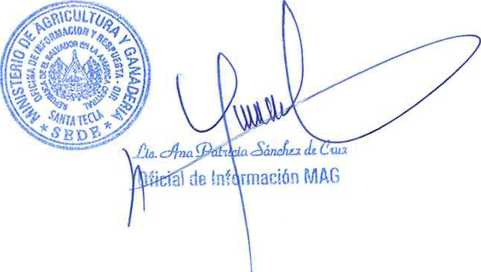 MINISTERIO DE AGRICULTURA Y GANADERIA
OFICINA DE INFORMACION Y RESPUESTA - OIR
REPUBLICA DE EL SALVADOR EN LA AMERICA CENTRAL
SANTA TECLA
* SEDE *
Lic. Ana Patricia Sánchez de Cruz
Oficial de Información MAG